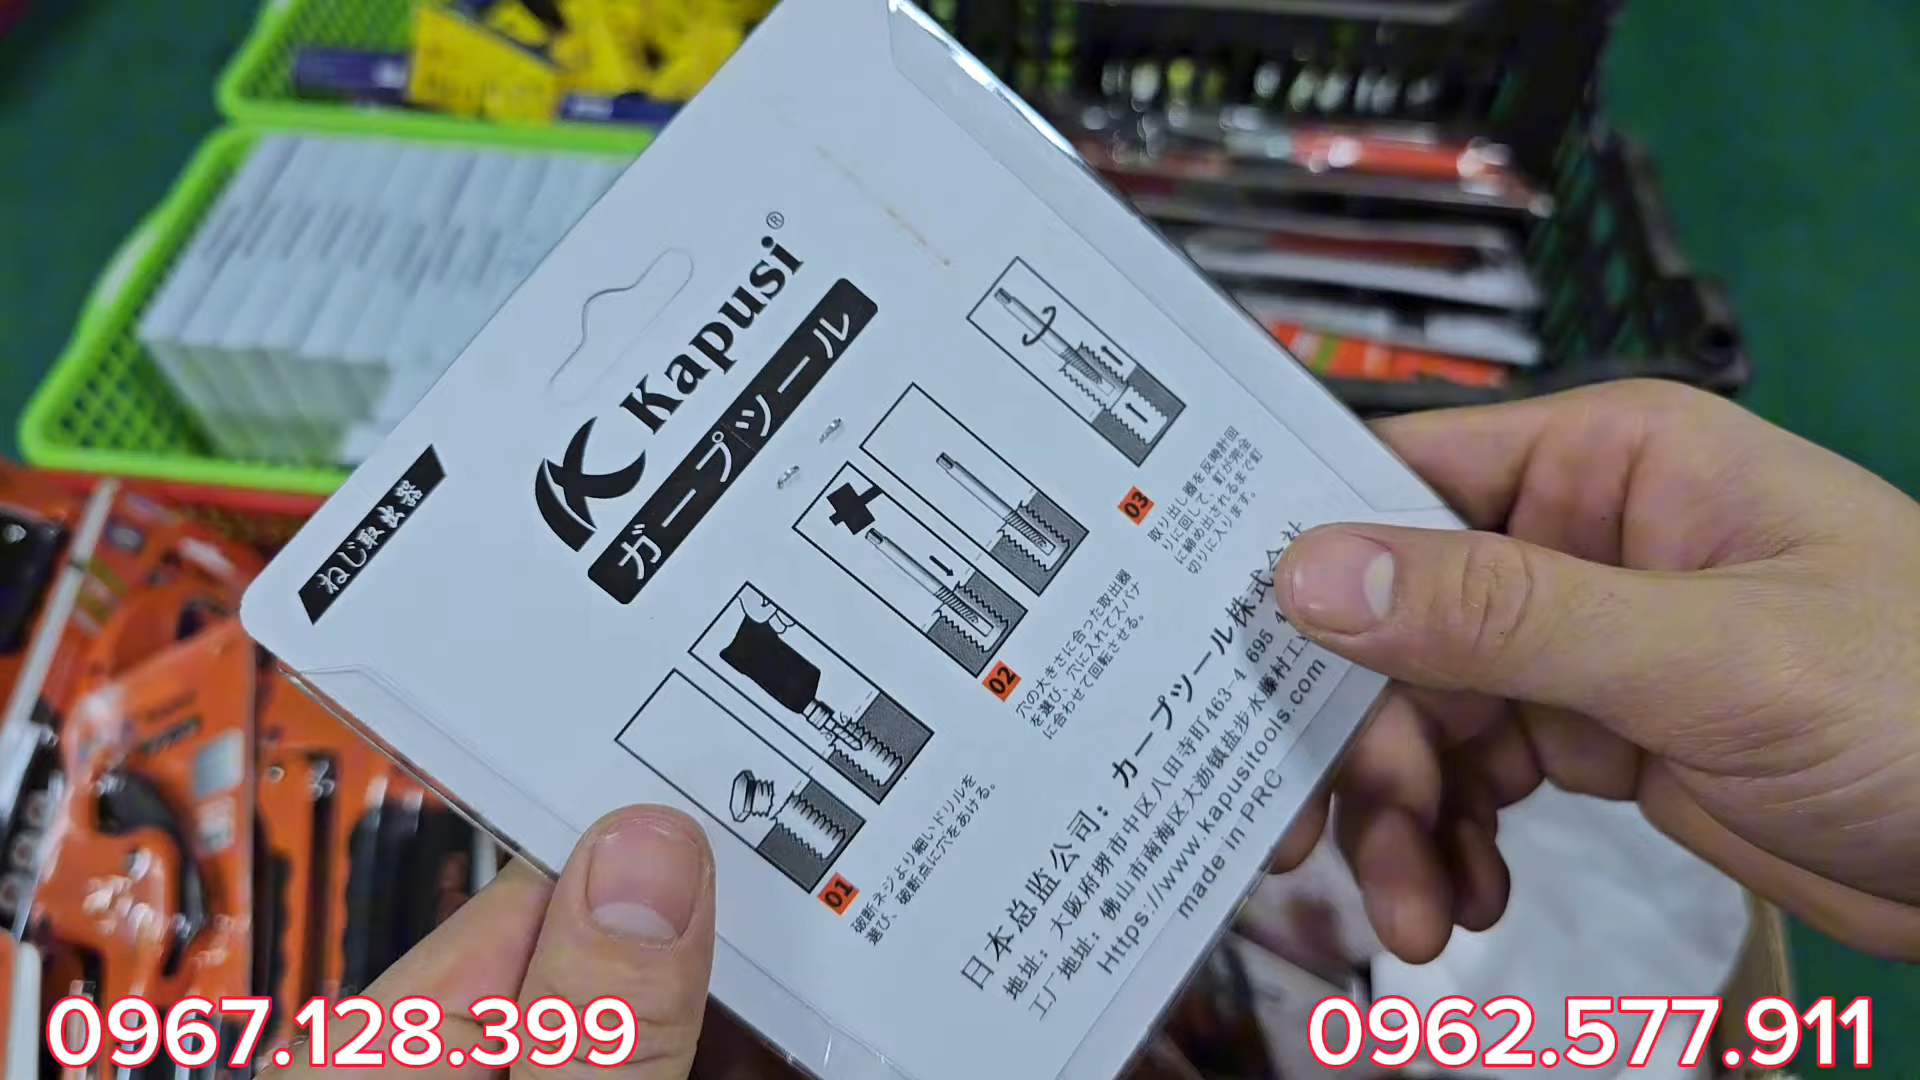 ねじ取出器
Kapusi®
ガープツール
01
破断ネジより細いドリルを
選び、破断点に穴をあける。
02
穴の大きさに合った取出器
を選び、穴に入れてスパナ
に合わせて回転させる。
03
取り出し器を反時計回
りに回して、釘が完全
に締め出されるまで釘
切りに入ります。
日本总监公司：カープツール株式会社
地址：大阪府堺市中区八田寺町463-4 695 4
工厂地址：佛山市南海区大沥镇盐步水藤村工
Https://www.kapusitools.com
made in PRC
0967.128.399
0962.577.911